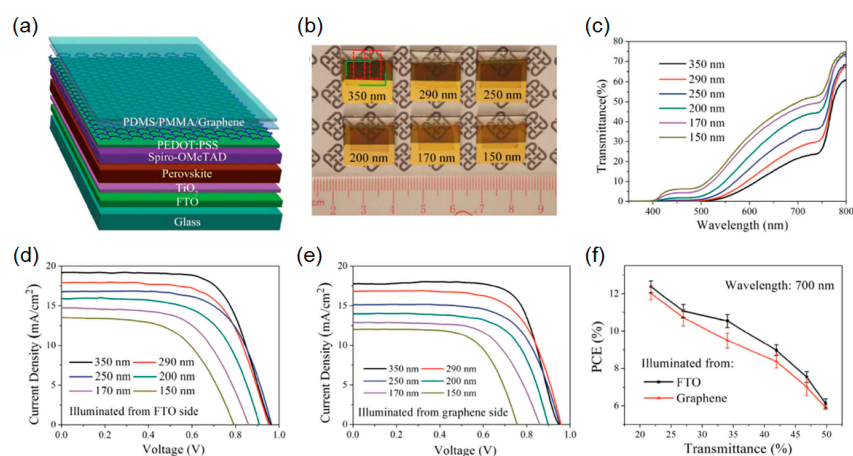 (a)
PDMS/PMMA/Graphene
PEDOT:PSS
Spiro-OMeTAD
Perovskite
TiO₂
FTO
Glass
(b)
350 nm
290 nm
250 nm
200 nm
170 nm
150 nm
cm
2
3
4
5
6
7
8
9
(c)
Transmittance(%)
80
70
60
50
40
30
20
10
0
350 nm
290 nm
250 nm
200 nm
170 nm
150 nm
400 500 600 700 800
Wavelength (nm)
(d)
Current Density (mA/cm²)
20
15
10
5
0
350 nm 290 nm
250 nm 200 nm
170 nm 150 nm
Illuminated from FTO side
0.0 0.2 0.4 0.6 0.8 1.0
Voltage (V)
(e)
Current Density (mA/cm²)
20
15
10
5
0
350 nm 290 nm
250 nm 200 nm
170 nm 150 nm
Illuminated from graphene side
0.0 0.2 0.4 0.6 0.8 1.0
Voltage (V)
(f)
PCE (%)
12
10
8
6
Wavelength: 700 nm
Illuminated from:
FTO
Graphene
20 25 30 35 40 45 50
Transmittance (%)